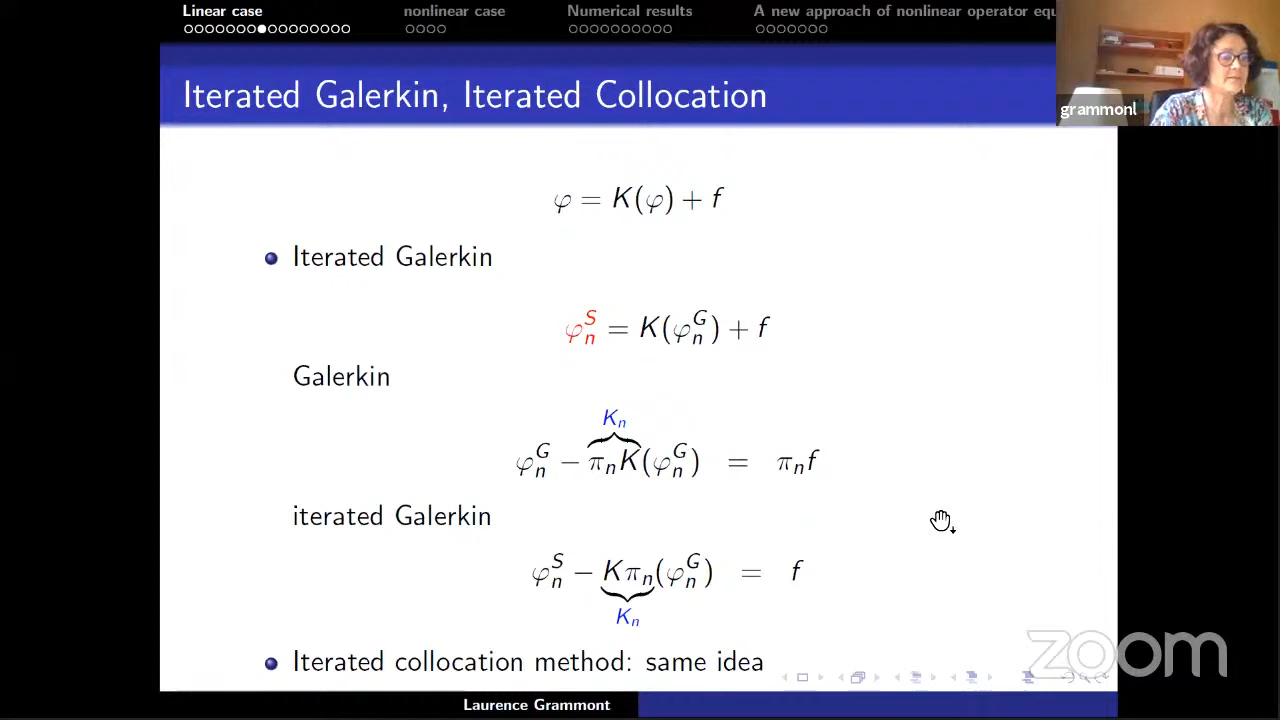 Linear case nonlinear case Numerical results A new approach of nonlinear operator equ
Iterated Galerkin, Iterated Collocation
grammonl
φ = K(φ) + f
Iterated Galerkin
φ_n^S = K(φ_n^G) + f
Galerkin
K_n
φ_n^G − π_n K(φ_n^G) = π_n f
iterated Galerkin
φ_n^S − Kπ_n(φ_n^G) = f
K_n
Iterated collocation method: same idea
zoom
Laurence Grammont